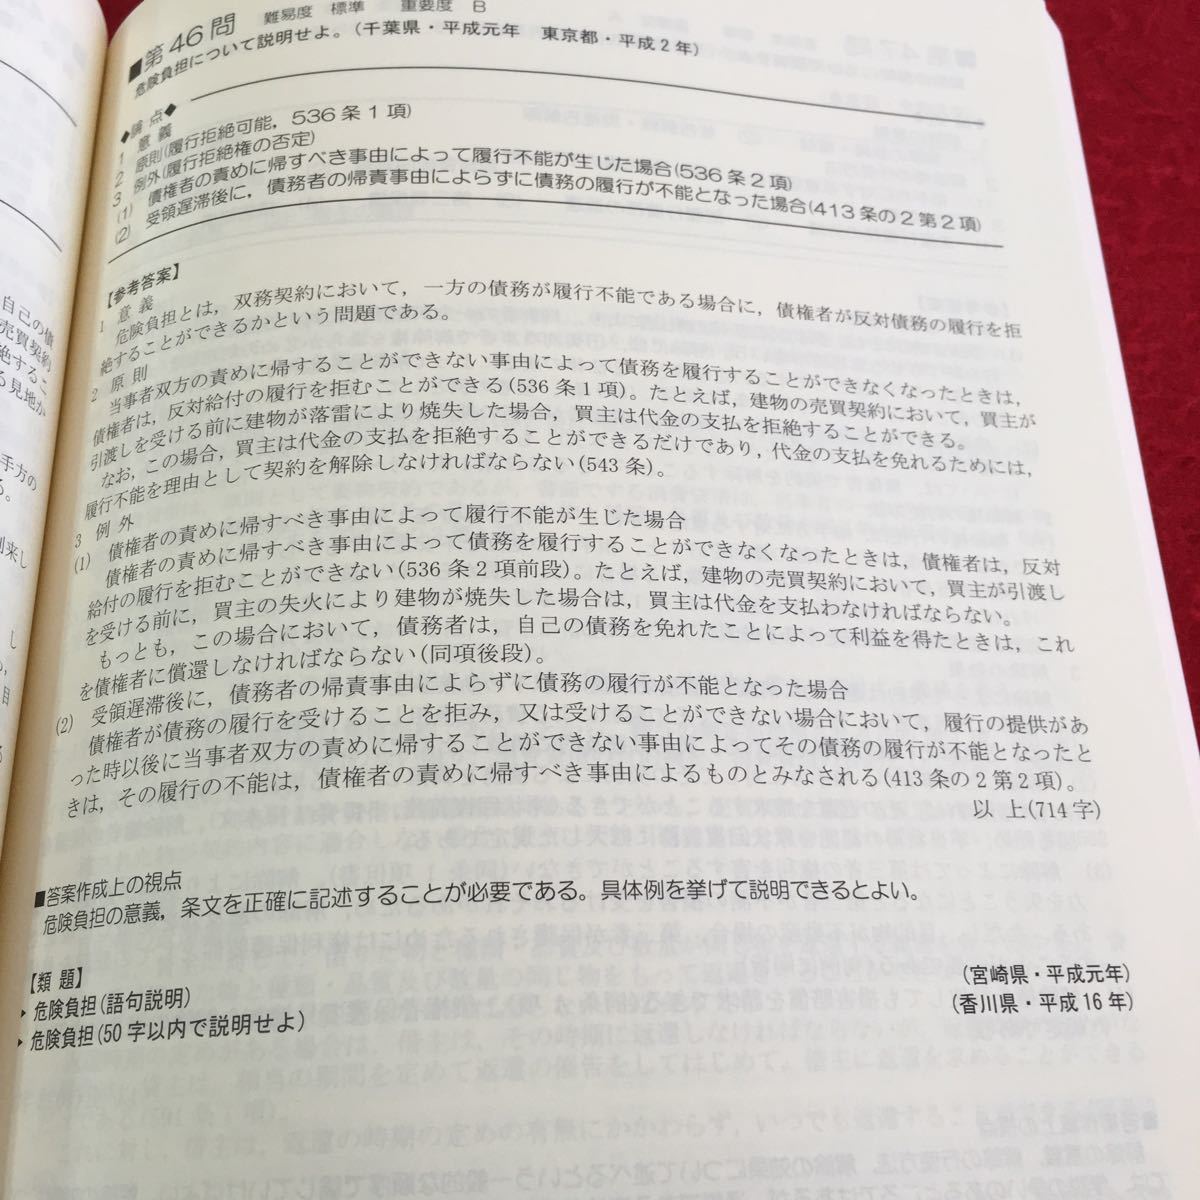 ■第46問　難易度　標準　　重要度　B
危険負担について説明せよ。(千葉県・平成元年　東京都・平成2年)
◆論　点◆
1　意　義
2　原則(履行拒絶可能，536条1項)
3　例外(履行拒絶権の否定)
(1)　債権者の責めに帰すべき事由によって履行不能が生じた場合(536条2項)
(2)　受領遅滞後に，債務者の帰責事由によらずに債務の履行が不能となった場合(413条の2第2項)
【参考答案】
1　意　義
危険負担とは，双務契約において，一方の債務が履行不能である場合に，債権者が反対債務の履行を拒
絶することができるかという問題である。
2　原　則
当事者双方の責めに帰することができない事由によって債務を履行することができなくなったときは，
債権者は，反対給付の履行を拒むことができる(536条1項)。たとえば，建物の売買契約において，買主が
引渡しを受ける前に建物が落雷により焼失した場合，買主は代金の支払を拒絶することができる。
なお，この場合，買主は代金の支払を拒絶することができるだけであり，代金の支払を免れるためには，
履行不能を理由として契約を解除しなければならない(543条)。
3　例　外
(1)　債権者の責めに帰すべき事由によって履行不能が生じた場合
債権者の責めに帰すべき事由によって債務を履行することができなくなったときは，債権者は，反対
給付の履行を拒むことができない(536条2項前段)。たとえば，建物の売買契約において，買主が引渡し
を受ける前に，買主の失火により建物が焼失した場合は，買主は代金を支払わなければならない。
もっとも，この場合において，債務者は，自己の債務を免れたことによって利益を得たときは，これ
を債権者に償還しなければならない(同項後段)。
(2)　受領遅滞後に，債務者の帰責事由によらずに債務の履行が不能となった場合
債権者が債務の履行を受けることを拒み，又は受けることができない場合において，履行の提供があ
った時以後に当事者双方の責めに帰することができない事由によってその債務の履行が不能となったと
きは，その履行の不能は，債権者の責めに帰すべき事由によるものとみなされる(413条の2第2項)。
以　上(714字)
■答案作成上の視点
危険負担の意義，条文を正確に記述することが必要である。具体例を挙げて説明できるとよい。
【類　題】
▶危険負担(語句説明)　(宮崎県・平成元年)
▶危険負担(50字以内で説明せよ)　(香川県・平成16年)
自己の債
売買契約
絶するこ
る見地か
手方の
る。
到来し